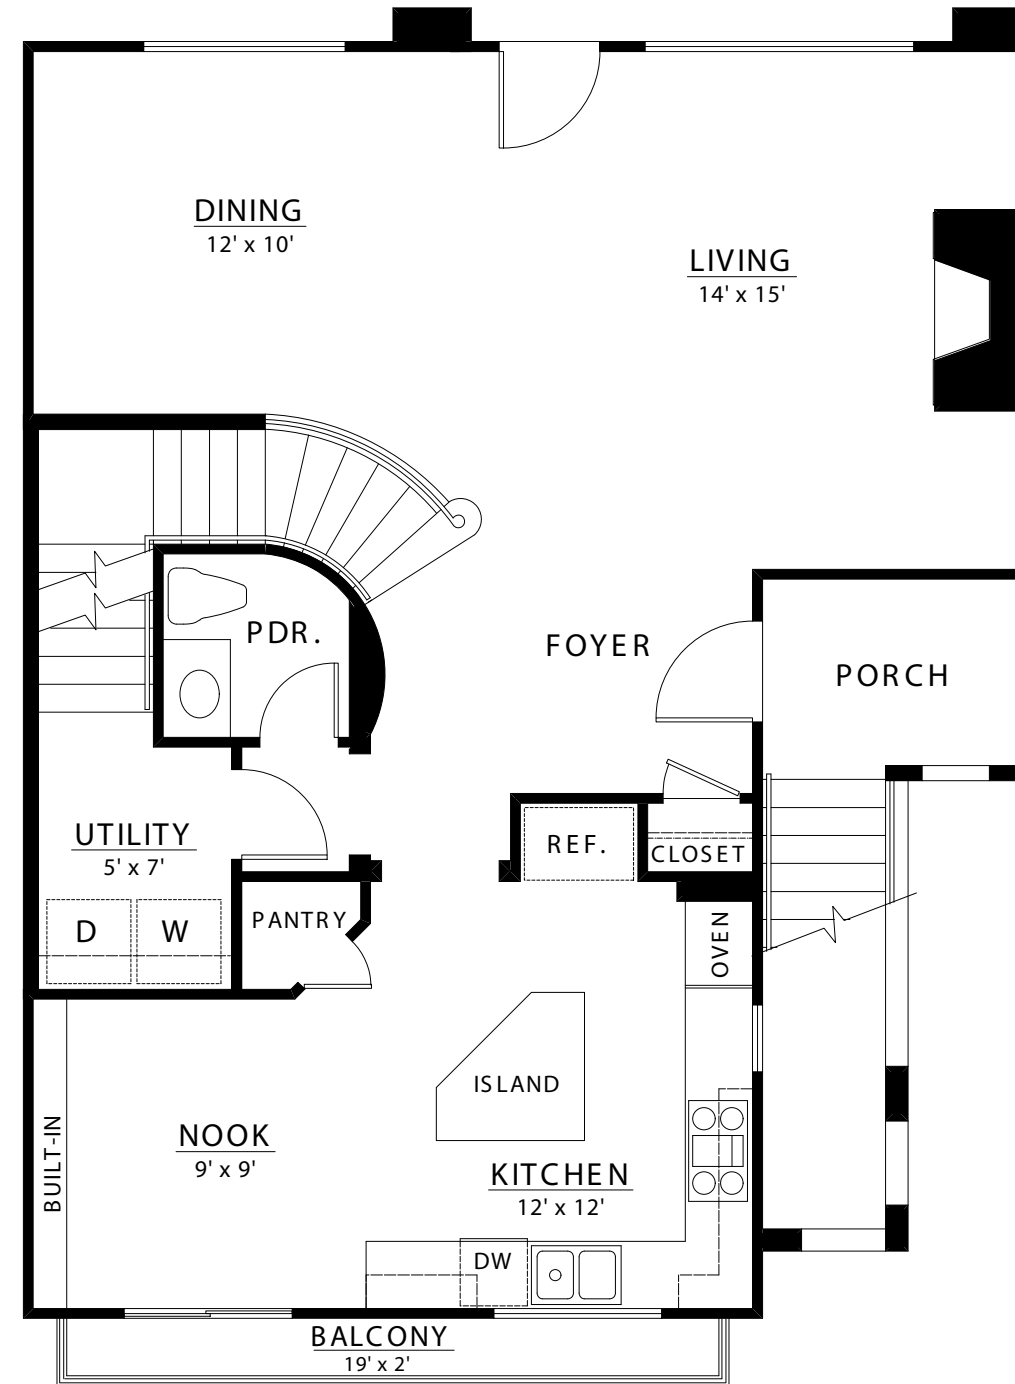 DINING
12' x 10'
LIVING
14' x 15'
PDR.
FOYER
PORCH
UTILITY
5' x 7'
REF.
CLOSET
D
W
PANTRY
OVEN
ISLAND
BUILT-IN
NOOK
9' x 9'
KITCHEN
12' x 12'
DW
BALCONY
19' x 2'